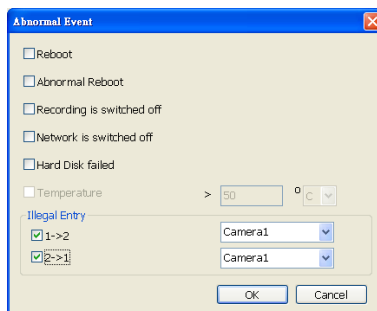 Abnormal Event
Reboot
Abnormal Reboot
Recording is switched off
Network is switched off
Hard Disk failed
Temperature > 50 ° C
Illegal Entry
1->2 Camera1
2->1 Camera1
OK Cancel